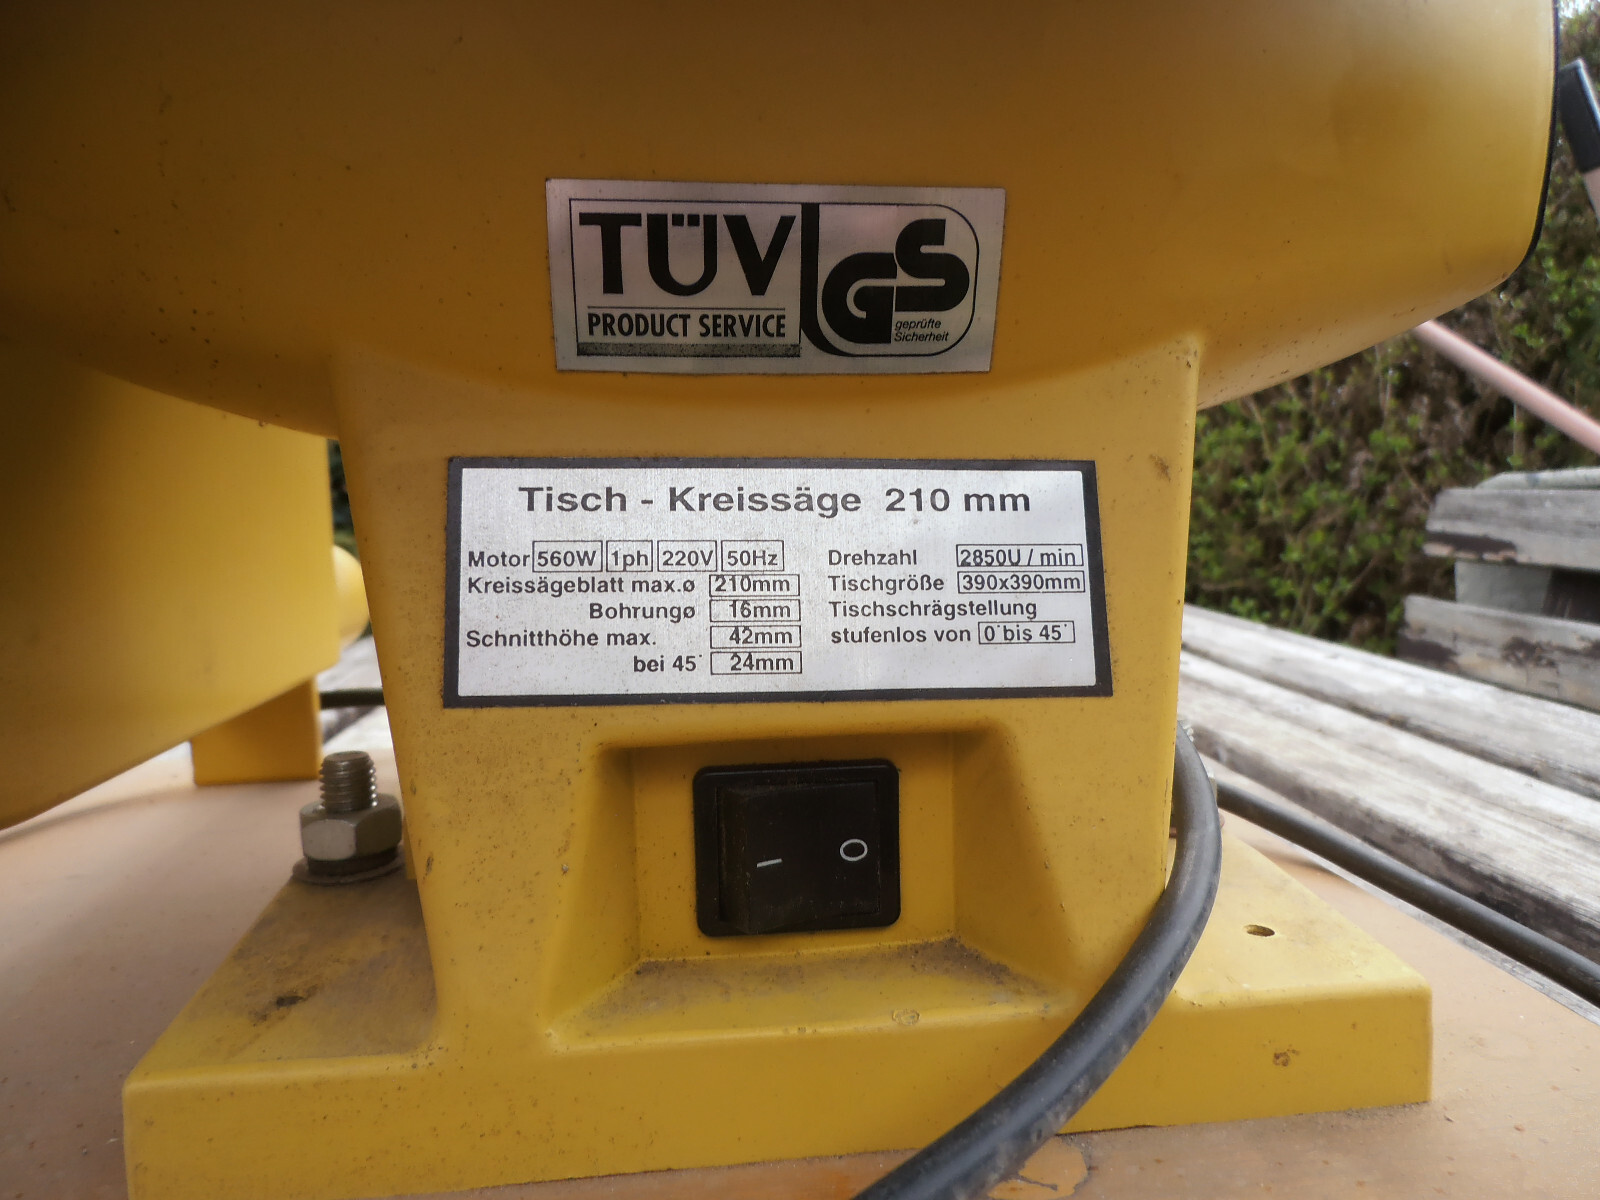 TÜV
PRODUCT SERVICE
GS
geprüfte
Sicherheit
Tisch - Kreissäge 210 mm
Motor 560W 1ph 220V 50Hz
Kreissägeblatt max.ø 210mm
Bohrungø 16mm
Schnitthöhe max. 42mm
bei 45° 24mm
Drehzahl 2850U / min
Tischgröße 390x390mm
Tischschrägstellung
stufenlos von 0° bis 45°
I O